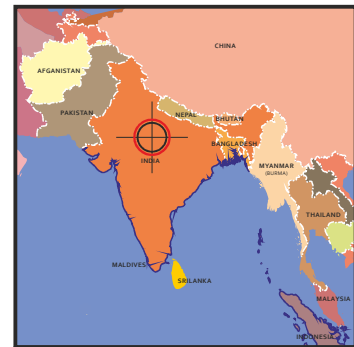 CHINA
AFGANISTAN
PAKISTAN
NEPAL
BHUTAN
BANGLADESH
INDIA
MYANMAR
(BURMA)
THAILAND
MALDIVES
SRILANKA
MALAYSIA
INDONESIA